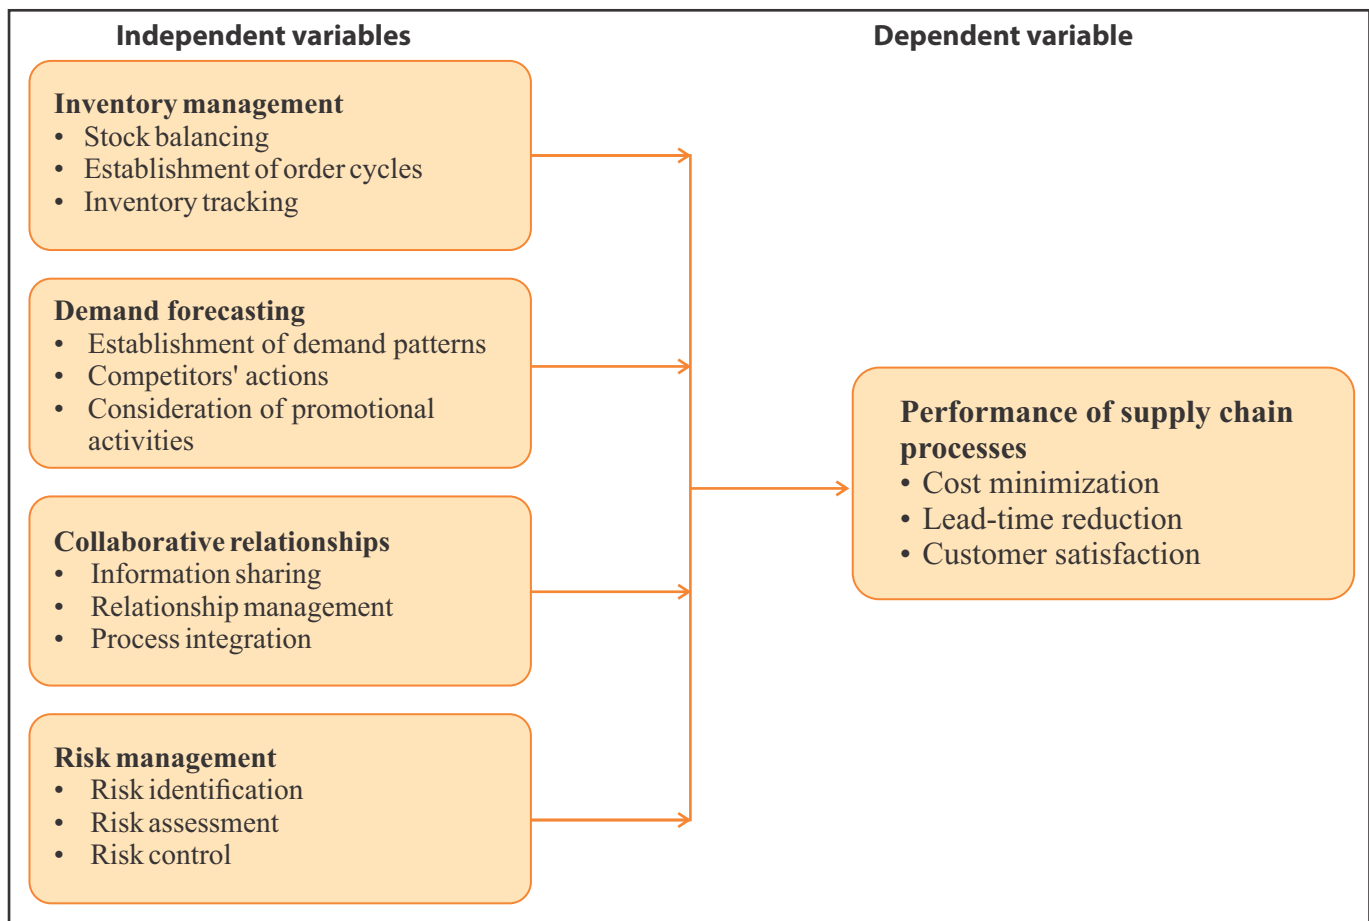 Independent variables
Dependent variable
Inventory management
• Stock balancing
• Establishment of order cycles
• Inventory tracking
Demand forecasting
• Establishment of demand patterns
• Competitors' actions
• Consideration of promotional
activities
Collaborative relationships
• Information sharing
• Relationship management
• Process integration
Risk management
• Risk identification
• Risk assessment
• Risk control
Performance of supply chain
processes
• Cost minimization
• Lead-time reduction
• Customer satisfaction